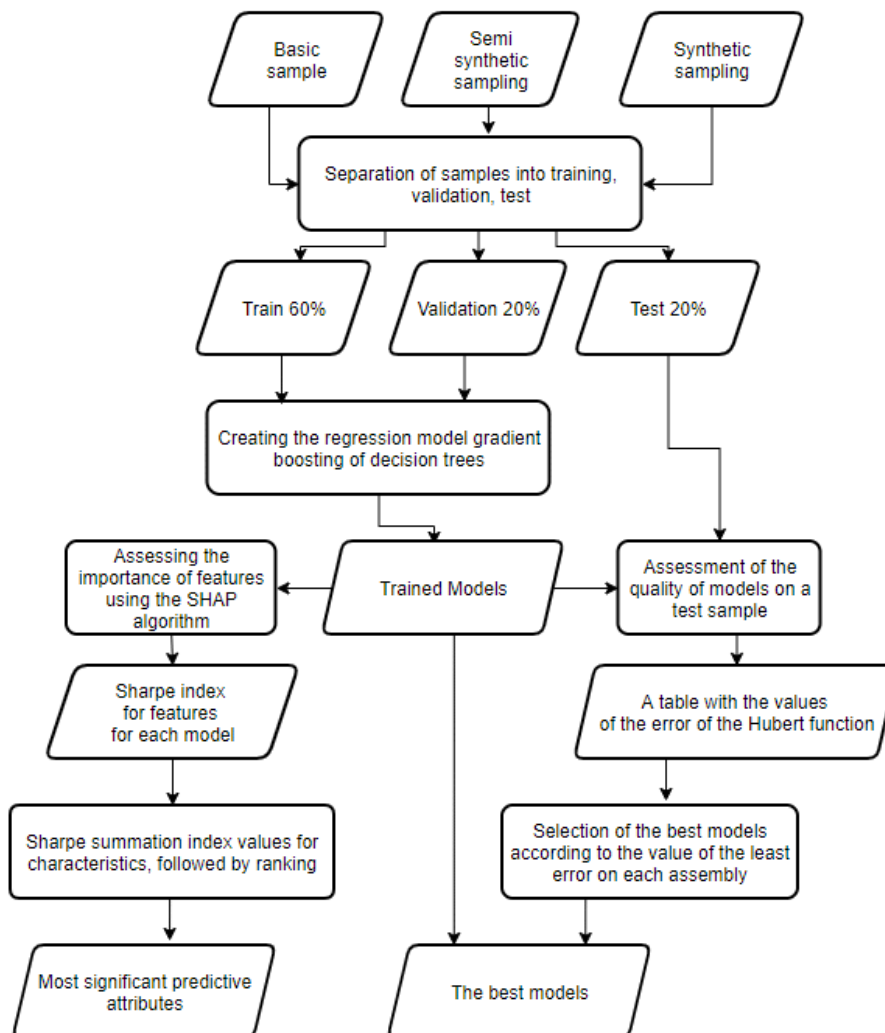 Basic
sample
Semi
synthetic
sampling
Synthetic
sampling
Separation of samples into training,
validation, test
Train 60%
Validation 20%
Test 20%
Creating the regression model gradient
boosting of decision trees
Assessing the
importance of features
using the SHAP
algorithm
Trained Models
Assessment of the
quality of models on a
test sample
Sharpe index
for features
for each model
A table with the values
of the error of the Hubert function
Sharpe summation index values for
characteristics, followed by ranking
Selection of the best models
according to the value of the least
error on each assembly
Most significant predictive
attributes
The best models